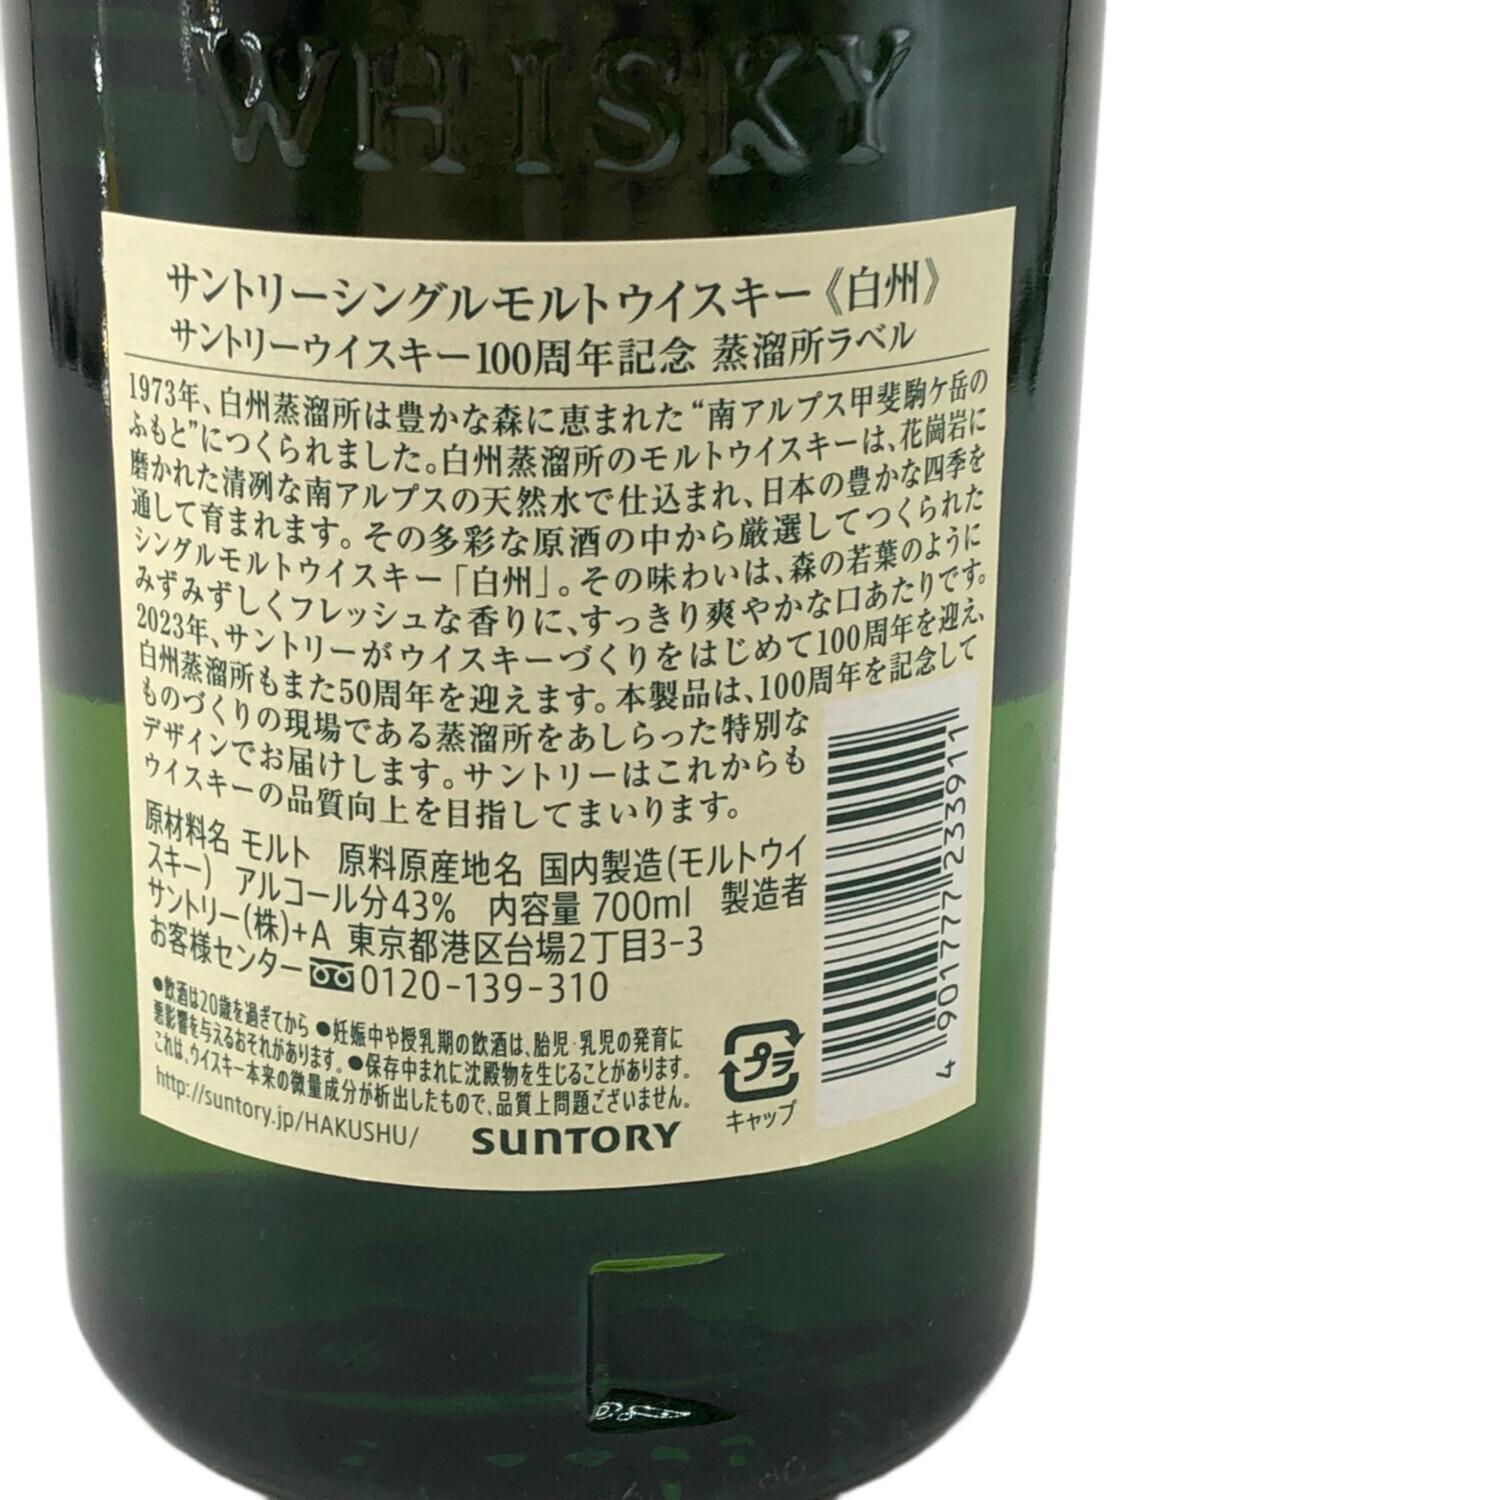 WHISKY
サントリーシングルモルトウイスキー《白州》
サントリーウイスキー100周年記念 蒸溜所ラベル
1973年、白州蒸溜所は豊かな森に恵まれた“南アルプス甲斐駒ケ岳の
ふもと”につくられました。白州蒸溜所のモルトウイスキーは、花崗岩に
磨かれた清冽な南アルプスの天然水で仕込まれ、日本の豊かな四季を
通して育まれます。その多彩な原酒の中から厳選してつくられた
シングルモルトウイスキー「白州」。その味わいは、森の若葉のように
みずみずしくフレッシュな香りに、すっきり爽やかな口あたりです。
2023年、サントリーがウイスキーづくりをはじめて100周年を迎え、
白州蒸溜所もまた50周年を迎えます。本製品は、100周年を記念して
ものづくりの現場である蒸溜所をあしらった特別な
デザインでお届けします。サントリーはこれからも
ウイスキーの品質向上を目指してまいります。
原材料名 モルト 原料原産地名 国内製造(モルトウイ
スキー) アルコール分43% 内容量 700ml 製造者
サントリー(株)+A 東京都港区台場2丁目3-3
お客様センター 0120-139-310
●飲酒は20歳を過ぎてから ●妊娠中や授乳期の飲酒は、胎児・乳児の発育に
悪影響を与えるおそれがあります。●保存中まれに沈殿物を生じることがあります。
これは、ウイスキー本来の微量成分が析出したもので、品質上問題ございません。
http://suntory.jp/HAKUSHU/
SUNTORY
プラ
キャップ
4 901777 233911